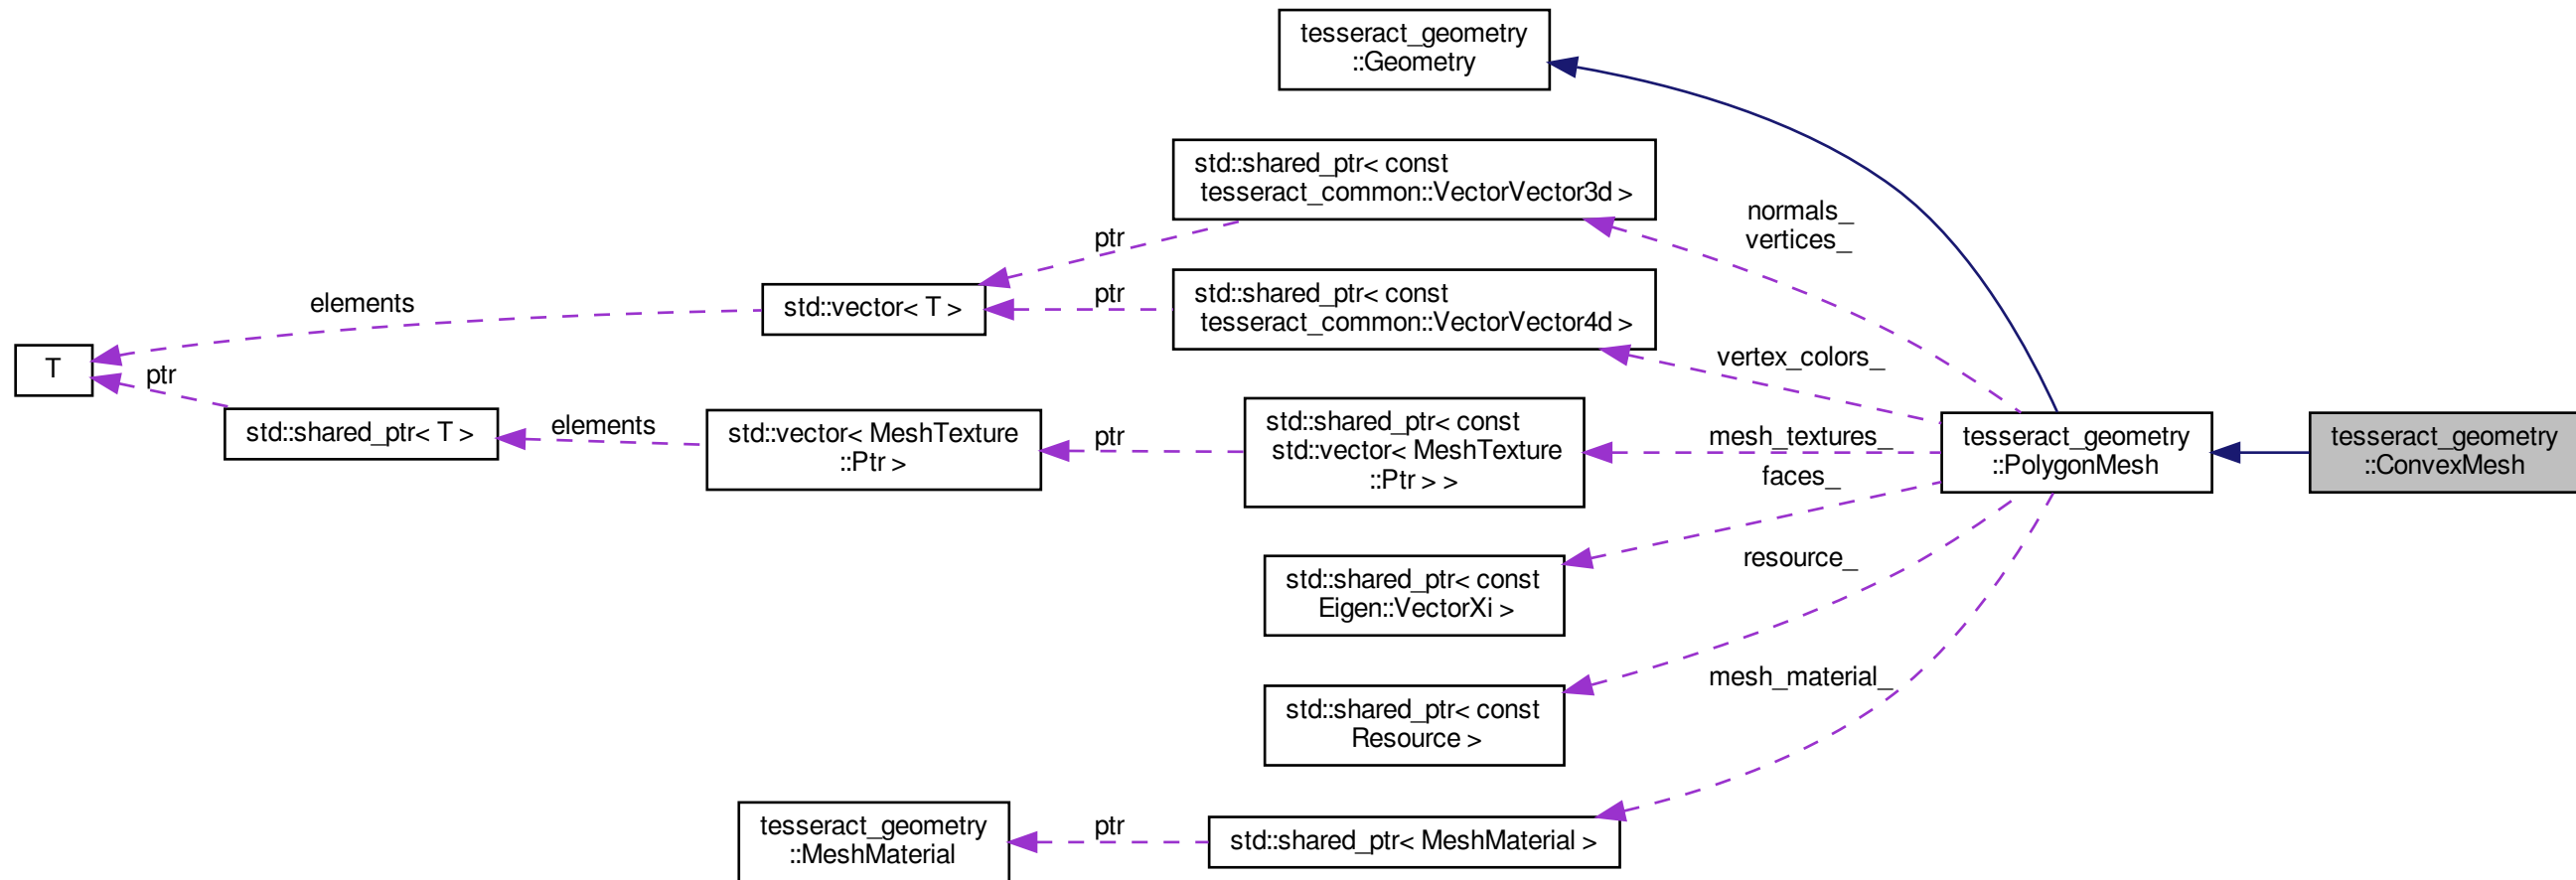 tesseract_geometry
::Geometry
std::shared_ptr< const
tesseract_common::VectorVector3d >
normals_
vertices_
ptr
std::shared_ptr< const
tesseract_common::VectorVector4d >
ptr
elements
std::vector< T >
vertex_colors_
T
ptr
std::shared_ptr< T >
elements
std::vector< MeshTexture
::Ptr >
ptr
std::shared_ptr< const
std::vector< MeshTexture
::Ptr > >
mesh_textures_
tesseract_geometry
::PolygonMesh
tesseract_geometry
::ConvexMesh
faces_
std::shared_ptr< const
Eigen::VectorXi >
resource_
std::shared_ptr< const
Resource >
mesh_material_
tesseract_geometry
::MeshMaterial
ptr
std::shared_ptr< MeshMaterial >